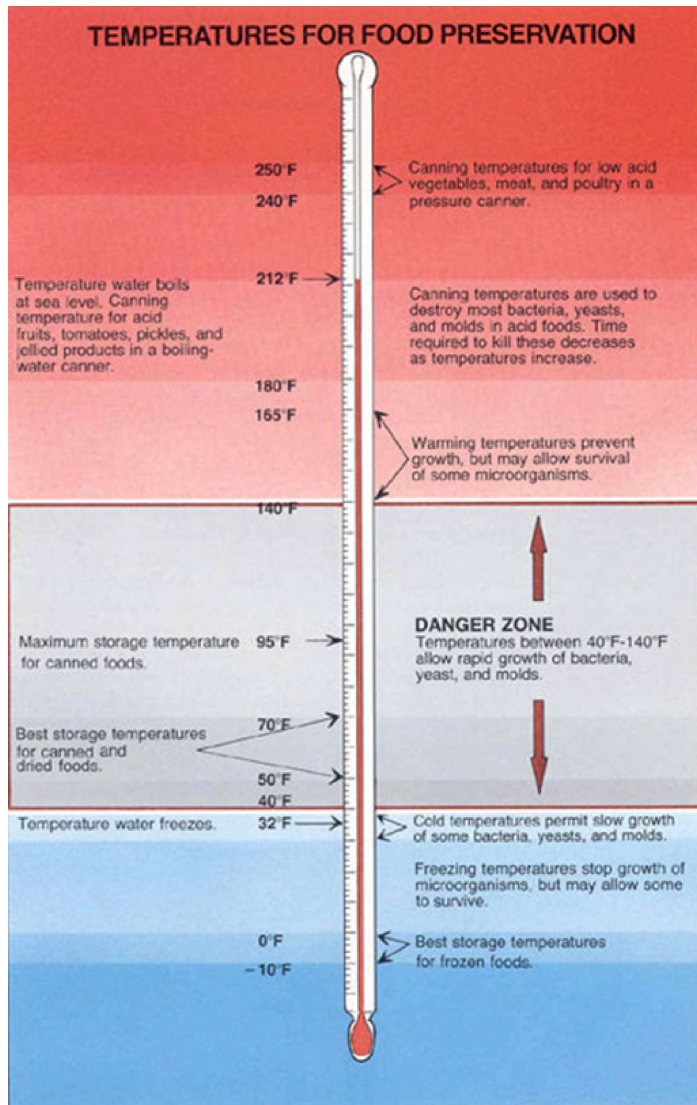 TEMPERATURES FOR FOOD PRESERVATION
250°F
Canning temperatures for low acid
vegetables, meat, and poultry in a
pressure canner.
240°F
Temperature water boils
at sea level. Canning
temperature for acid
fruits, tomatoes, pickles, and
jellied products in a boiling-
water canner.
212°F
Canning temperatures are used to
destroy most bacteria, yeasts,
and molds in acid foods. Time
required to kill these decreases
as temperatures increase.
180°F
165°F
Warming temperatures prevent
growth, but may allow survival
of some microorganisms.
140°F
DANGER ZONE
Temperatures between 40°F-140°F
allow rapid growth of bacteria,
yeast, and molds.
Maximum storage temperature
for canned foods.
95°F
70°F
Best storage temperatures
for canned and
dried foods.
50°F
40°F
Temperature water freezes.
32°F
Cold temperatures permit slow growth
of some bacteria, yeasts, and molds.
Freezing temperatures stop growth of
microorganisms, but may allow some
to survive.
0°F
Best storage temperatures
for frozen foods.
–10°F